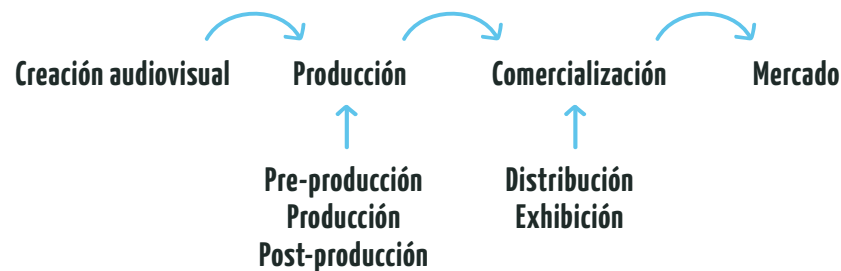 Creación audiovisual
Producción
Comercialización
Mercado
Pre-producción
Producción
Post-producción
Distribución
Exhibición